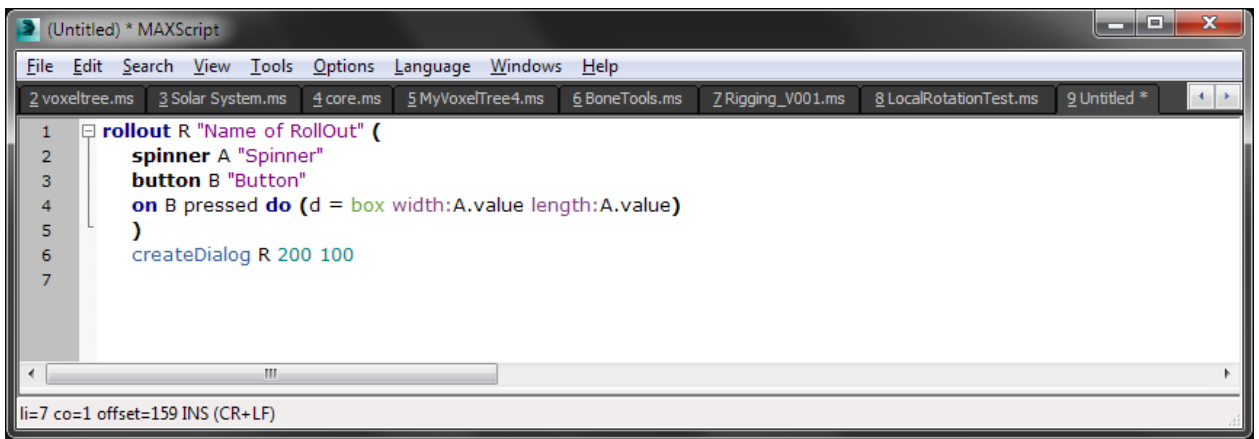 (Untitled) * MAXScript
File Edit Search View Tools Options Language Windows Help
2 voxeltree.ms 3 Solar System.ms 4 core.ms 5 MyVoxelTree4.ms 6 BoneTools.ms 7 Rigging_V001.ms 8 LocalRotationTest.ms 9 Untitled *
1 rollout R "Name of RollOut" (
2 spinner A "Spinner"
3 button B "Button"
4 on B pressed do (d = box width:A.value length:A.value)
5 )
6 createDialog R 200 100
7
li=7 co=1 offset=159 INS (CR+LF)